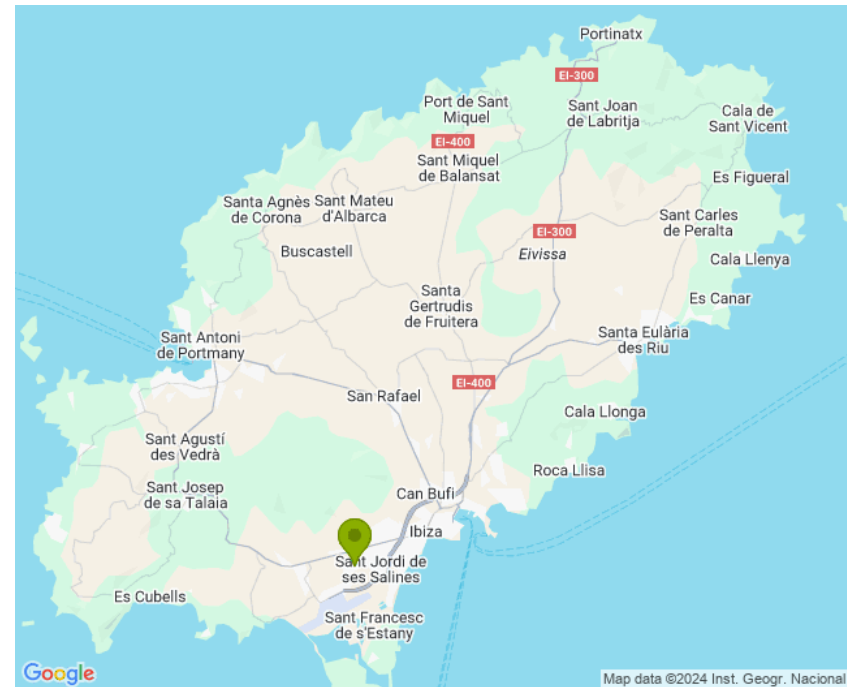 Portinatx
EI-300
Port de Sant
Miquel
Sant Joan
de Labritja
Cala de
Sant Vicent
EI-400
Sant Miquel
de Balansat
Es Figueral
Santa Agnès
de Corona
Sant Mateu
d'Albarca
Sant Carles
de Peralta
EI-300
Buscastell
Eivissa
Cala Llenya
Santa
Gertrudis
de Fruitera
Es Canar
Sant Antoni
de Portmany
Santa Eulària
des Riu
EI-400
San Rafael
Cala Llonga
Sant Agustí
des Vedrà
Roca Llisa
Sant Josep
de sa Talaia
Can Bufi
Ibiza
Sant Jordi de
ses Salines
Es Cubells
Sant Francesc
de s'Estany
Google
Map data ©2024 Inst. Geogr. Nacional